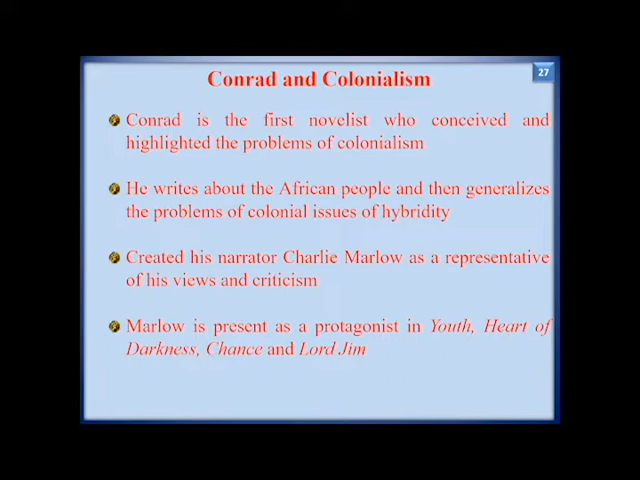 Conrad and Colonialism
27
Conrad is the first novelist who conceived and
highlighted the problems of colonialism
He writes about the African people and then generalizes
the problems of colonial issues of hybridity
Created his narrator Charlie Marlow as a representative
of his views and criticism
Marlow is present as a protagonist in Youth, Heart of
Darkness, Chance and Lord Jim